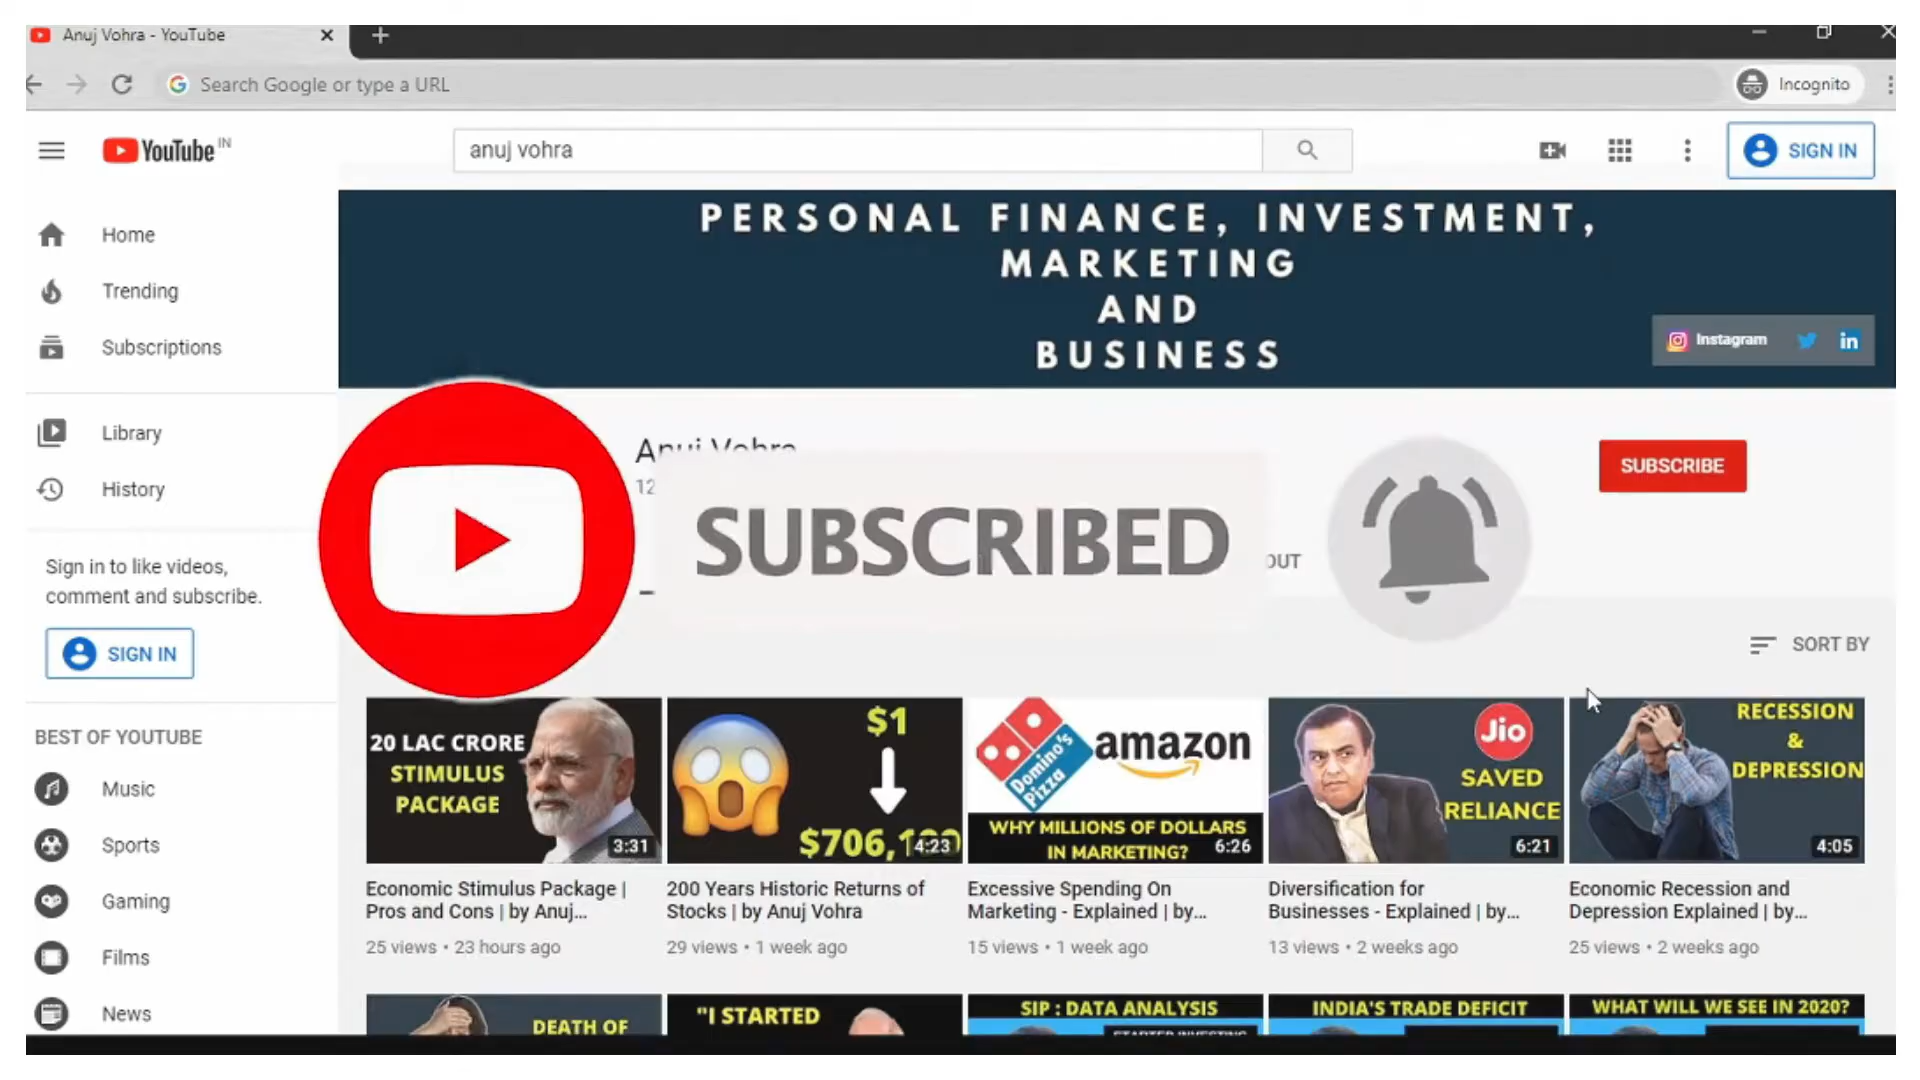 Anuj Vohra - YouTube
Search Google or type a URL
Incognito
YouTube IN
anuj vohra
SIGN IN
Home
Trending
Subscriptions
Library
History
Sign in to like videos,
comment and subscribe.
SIGN IN
BEST OF YOUTUBE
Music
Sports
Gaming
Films
News
PERSONAL FINANCE, INVESTMENT,
MARKETING
AND
BUSINESS
Instagram
in
Anuj Vohra
12
SUBSCRIBE
SUBSCRIBED
OUT
SORT BY
20 LAC CRORE
STIMULUS
PACKAGE
3:31
Economic Stimulus Package |
Pros and Cons | by Anuj...
25 views • 23 hours ago
$1
4:23
200 Years Historic Returns of
Stocks | by Anuj Vohra
29 views • 1 week ago
Domino's
Pizza
amazon
WHY MILLIONS OF DOLLARS
IN MARKETING?
6:26
Excessive Spending On
Marketing - Explained | by...
15 views • 1 week ago
Jio
SAVED
RELIANCE
6:21
Diversification for
Businesses - Explained | by...
13 views • 2 weeks ago
RECESSION
&
DEPRESSION
4:05
Economic Recession and
Depression Explained | by...
25 views • 2 weeks ago
DEATH OF
"I STARTED
SIP : DATA ANALYSIS
STARTED INVESTING
INDIA'S TRADE DEFICIT
WHAT WILL WE SEE IN 2020?